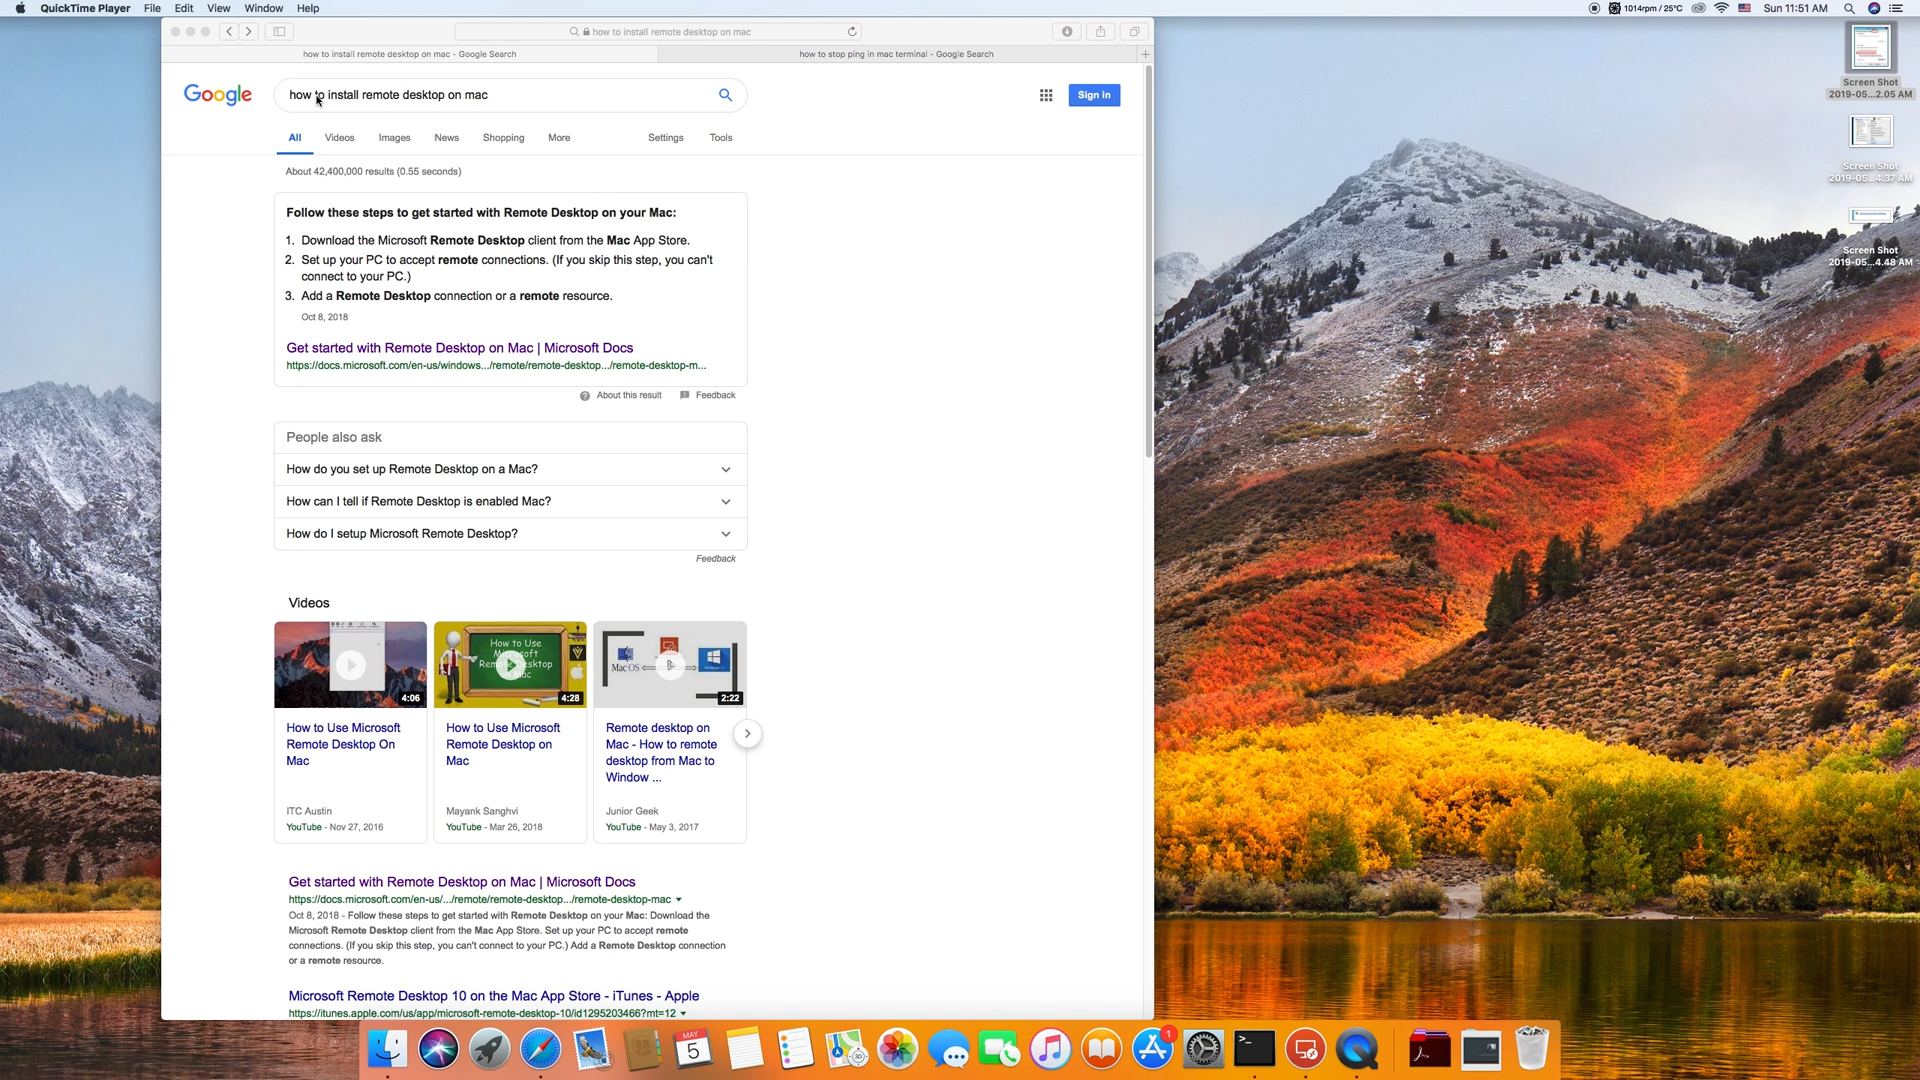 QuickTime Player File Edit View Window Help
1014rpm / 25°C Sun 11:51 AM
how to install remote desktop on mac
how to install remote desktop on mac - Google Search
how to stop ping in mac terminal - Google Search
Google
how to install remote desktop on mac
Sign in
All Videos Images News Shopping More Settings Tools
About 42,400,000 results (0.55 seconds)
Follow these steps to get started with Remote Desktop on your Mac:
1. Download the Microsoft Remote Desktop client from the Mac App Store.
2. Set up your PC to accept remote connections. (If you skip this step, you can't
connect to your PC.)
3. Add a Remote Desktop connection or a remote resource.
Oct 8, 2018
Get started with Remote Desktop on Mac | Microsoft Docs
https://docs.microsoft.com/en-us/windows.../remote/remote-desktop.../remote-desktop-m...
About this result Feedback
People also ask
How do you set up Remote Desktop on a Mac?
How can I tell if Remote Desktop is enabled Mac?
How do I setup Microsoft Remote Desktop?
Feedback
Videos
4:06
How to Use
Microsoft
Remote Desktop
on Mac
4:28
Mac OS
2:22
How to Use Microsoft
Remote Desktop On
Mac
ITC Austin
YouTube - Nov 27, 2016
How to Use Microsoft
Remote Desktop on
Mac
Mayank Sanghvi
YouTube - Mar 26, 2018
Remote desktop on
Mac - How to remote
desktop from Mac to
Window ...
Junior Geek
YouTube - May 3, 2017
Get started with Remote Desktop on Mac | Microsoft Docs
https://docs.microsoft.com/en-us/.../remote/remote-desktop.../remote-desktop-mac
Oct 8, 2018 - Follow these steps to get started with Remote Desktop on your Mac: Download the
Microsoft Remote Desktop client from the Mac App Store. Set up your PC to accept remote
connections. (If you skip this step, you can't connect to your PC.) Add a Remote Desktop connection
or a remote resource.
Microsoft Remote Desktop 10 on the Mac App Store - iTunes - Apple
https://itunes.apple.com/us/app/microsoft-remote-desktop-10/id1295203466?mt=12
Screen Shot
2019-05...2.05 AM
Screen Shot
2019-05...4.37 AM
Screen Shot
2019-05...4.48 AM
MAY
5
3D
1
>_